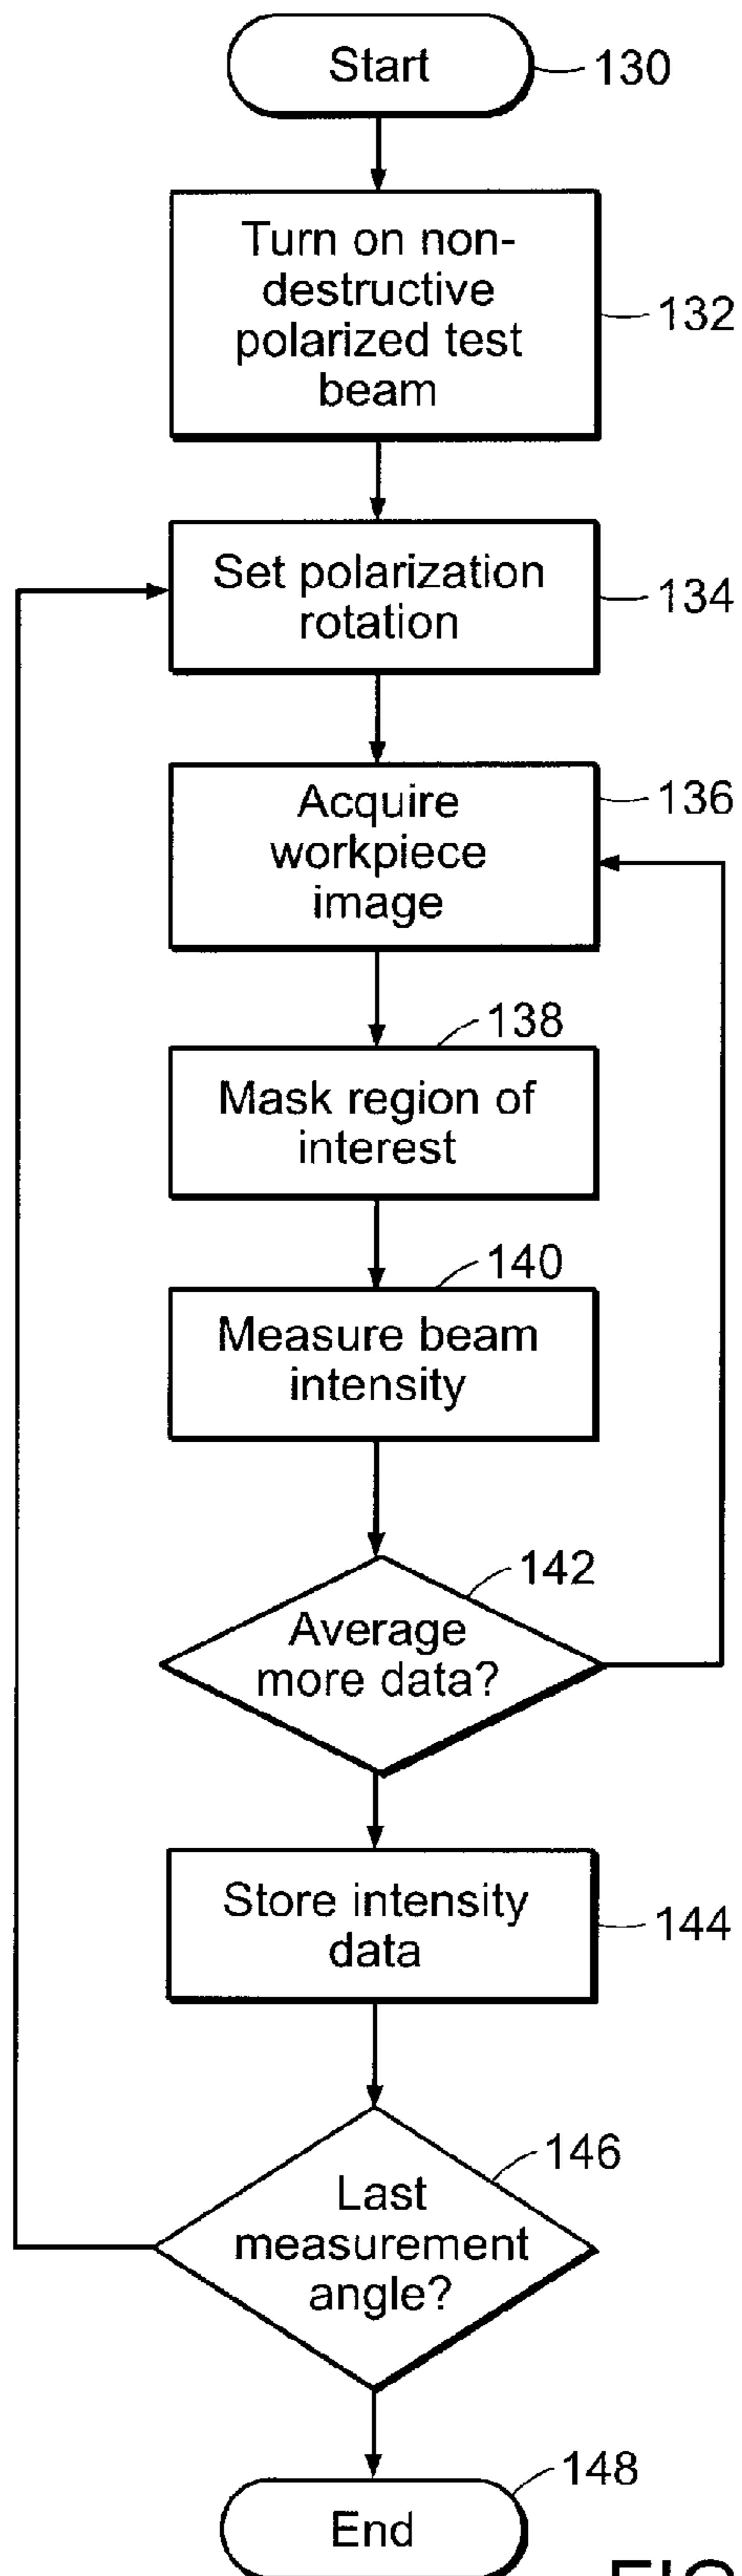 Start
130
Turn on non-
destructive
polarized test
beam
132
Set polarization
rotation
134
Acquire
workpiece
image
136
138
Mask region of
interest
140
Measure beam
intensity
142
Average
more data?
Store intensity
data
144
146
Last
measurement
angle?
148
End